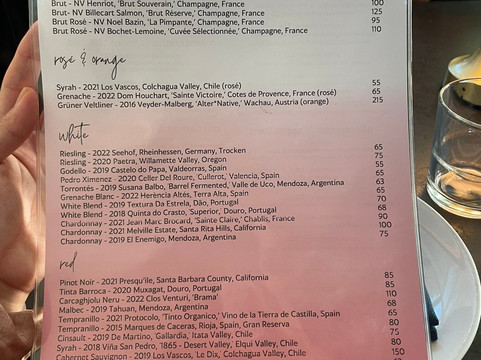 Brut - NV Henriot, 'Brut Souverain,' Champagne, France 100
Brut - NV Billecart Salmon, 'Brut Réserve,' Champagne, France 125
Brut Rosé - NV Noel Bazin, 'La Pimpante,' Champagne, France 95
Brut Rosé - NV Bochet-Lemoine, 'Cuvée Sélectionnée,' Champagne, France 110
rosé & orange
Syrah - 2021 Los Vascos, Colchagua Valley, Chile (rosé) 55
Grenache - 2022 Dom Houchart, 'Sainte Victoire,' Cotes de Provence, France (rosé) 65
Grüner Veltliner - 2016 Veyder-Malberg, 'Alter*Native,' Wachau, Austria (orange) 215
white
Riesling - 2022 Seehof, Rheinhessen, Germany, Trocken 65
Riesling - 2020 Paetra, Willamette Valley, Oregon 75
Godello - 2019 Castelo do Papa, Valdeorras, Spain 55
Pedro Ximenez - 2020 Celler Del Roure, Cullerot, Valencia, Spain 65
Torrontés - 2019 Susana Balbo, 'Barrel Fermented,' Valle de Uco, Mendoza, Argentina 63
Grenache Blanc - 2022 Herència Altés, Terra Alta, Spain 65
White Blend - 2019 Textura Da Estrela, Dão, Portugal 70
White Blend - 2018 Quinta do Crasto, 'Superior,' Douro, Portugal 68
Chardonnay - 2021 Jean Marc Brocard, 'Sainte Claire,' Chablis, France 90
Chardonnay - 2021 Melville Estate, Santa Rita Hills, California 100
Chardonnay - 2019 El Enemigo, Mendoza, Argentina 75
red
Pinot Noir - 2021 Presqu'ile, Santa Barbara County, California 85
Tinta Barroca - 2020 Muxagat, Douro, Portugal 85
Carcaghjolu Neru - 2022 Clos Venturi, 'Brama' 110
Malbec - 2019 Tahuan, Mendoza, Argentina 68
Tempranillo - 2021 Protocolo, 'Tinto Organico,' Vino de la Tierra de Castilla, Spain 65
Tempranillo - 2015 Marques de Caceras, Rioja, Spain, Gran Reserva 80
Cinsault - 2019 De Martino, Gallardía, Itata Valley, Chile 75
Syrah - 2018 Viña San Pedro, '1865 - Desert Valley, Elqui Valley, Chile 80
Cabernet Sauvignon - 2019 Los Vascos, 'Le Dix,' Colchagua Valley, Chile 150